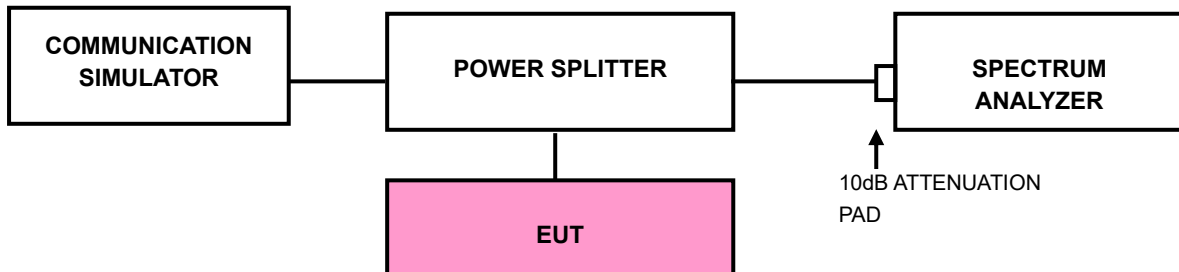 COMMUNICATION
SIMULATOR
POWER SPLITTER
SPECTRUM
ANALYZER
10dB ATTENUATION
PAD
EUT